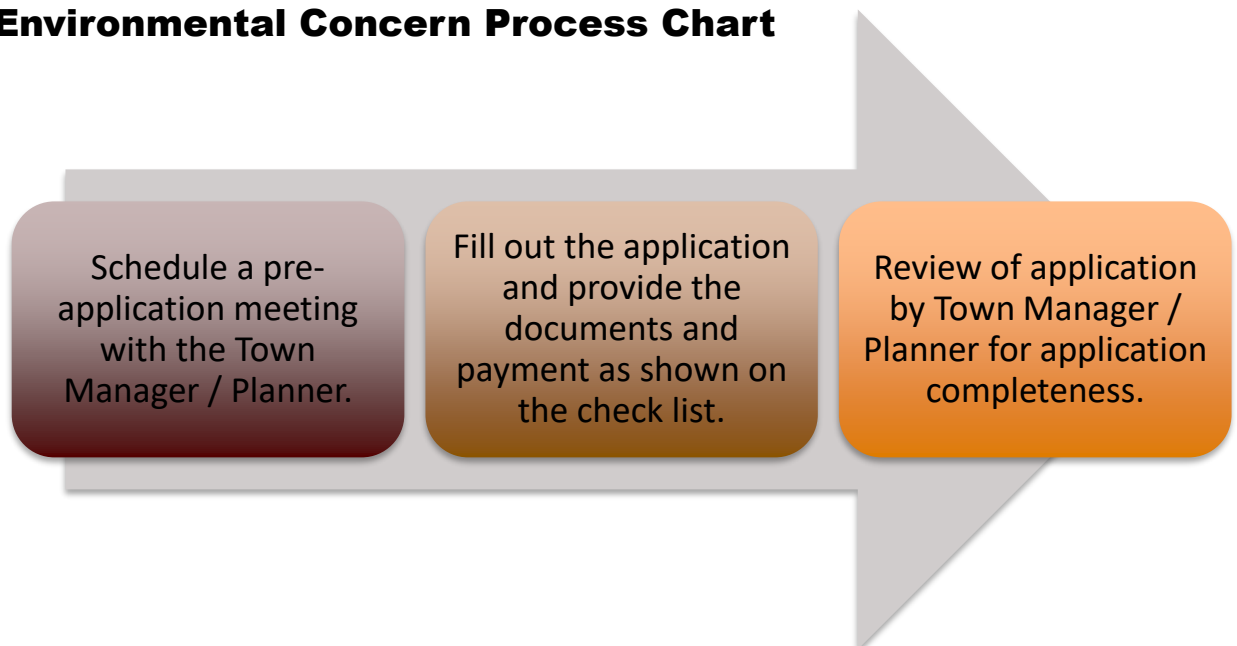 Environmental Concern Process Chart
Schedule a pre-
application meeting
with the Town
Manager / Planner.
Fill out the application
and provide the
documents and
payment as shown on
the check list.
Review of application
by Town Manager /
Planner for application
completeness.